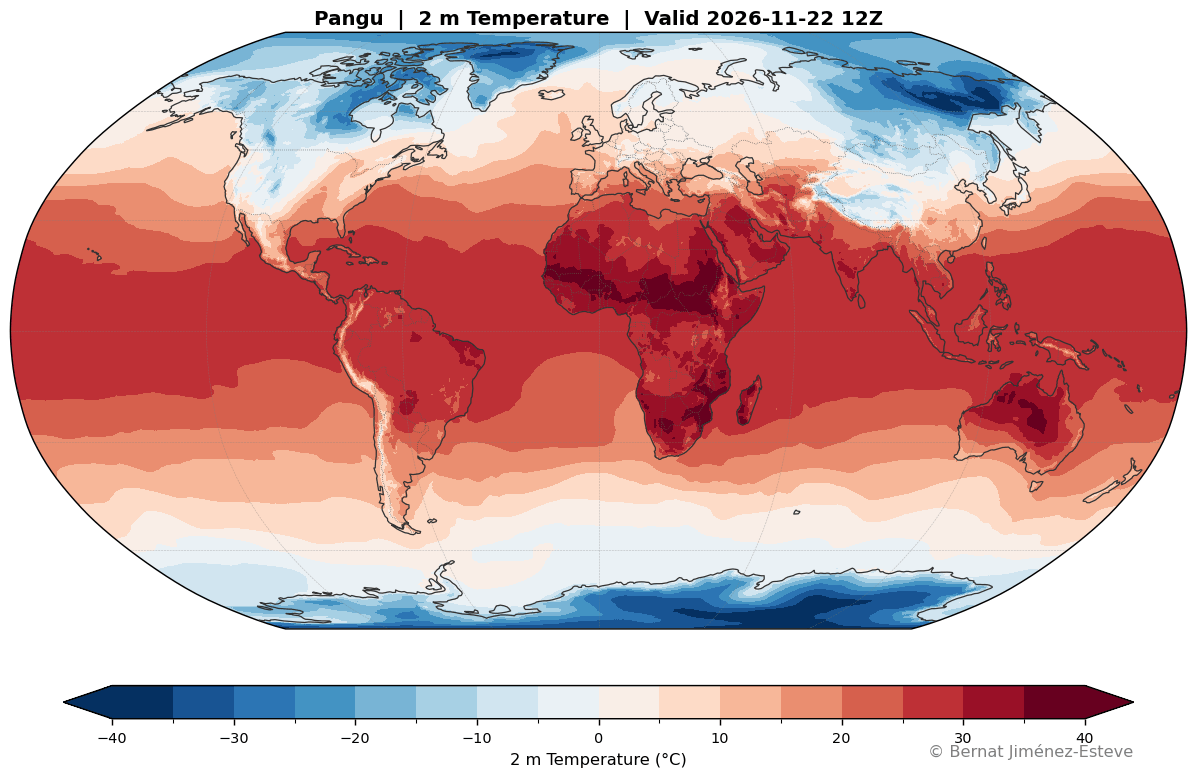 Pangu | 2 m Temperature | Valid 2026-11-22 12Z
−40 −30 −20 −10 0 10 20 30 40
2 m Temperature (°C)
© Bernat Jiménez-Esteve